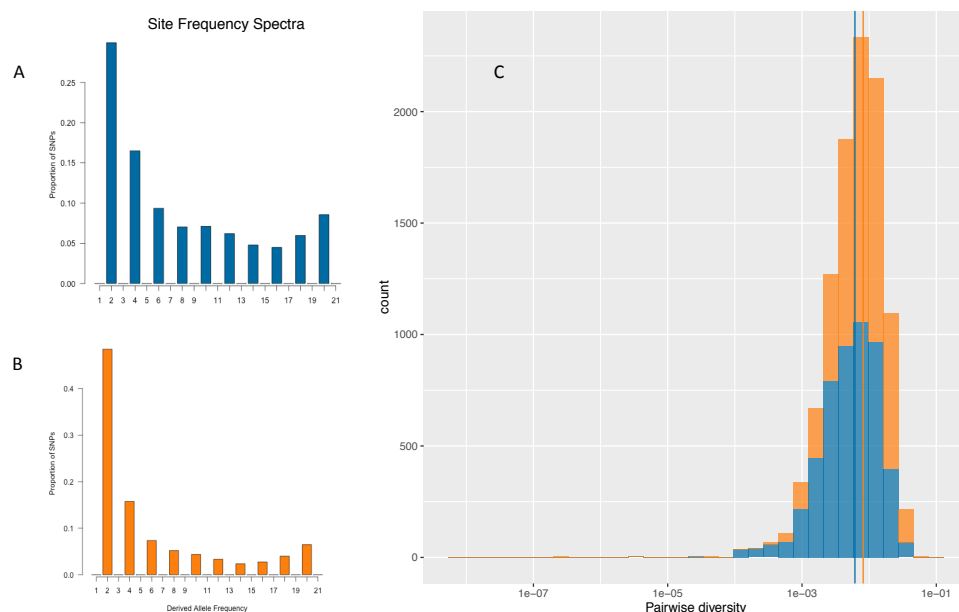 Site Frequency Spectra
A
Proportion of SNPs
0.25
0.20
0.15
0.10
0.05
0.00
1 2 3 4 5 6 7 8 9 11 13 15 17 19 21
B
Proportion of SNPs
0.4
0.3
0.2
0.1
0.0
1 2 3 4 5 6 7 8 9 11 13 15 17 19 21
Derived Allele Frequency
C
count
2000
1500
1000
500
0
1e-07 1e-05 1e-03 1e-01
Pairwise diversity